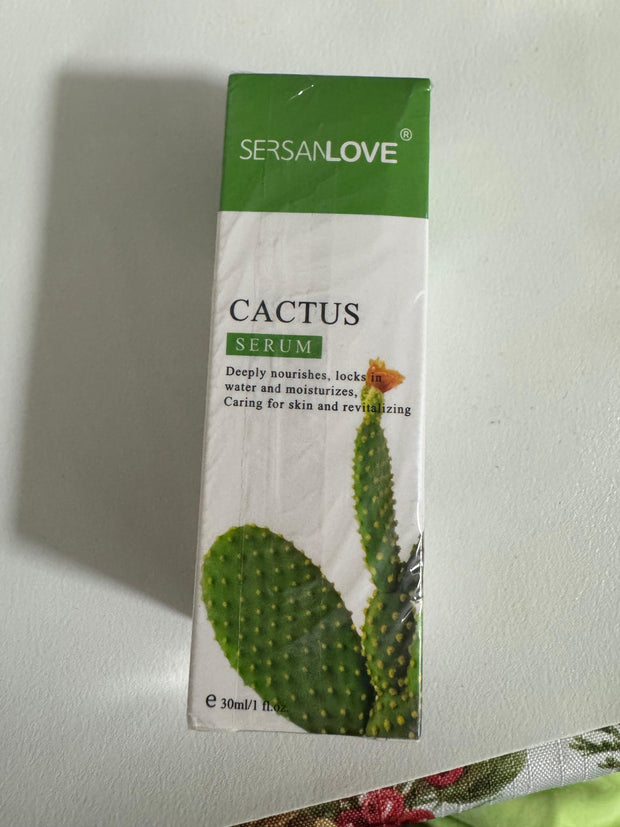 SERSANLOVE®
CACTUS
SERUM
Deeply nourishes, locks in
water and moisturizes,
Caring for skin and revitalizing
e 30ml/1 fl.oz.